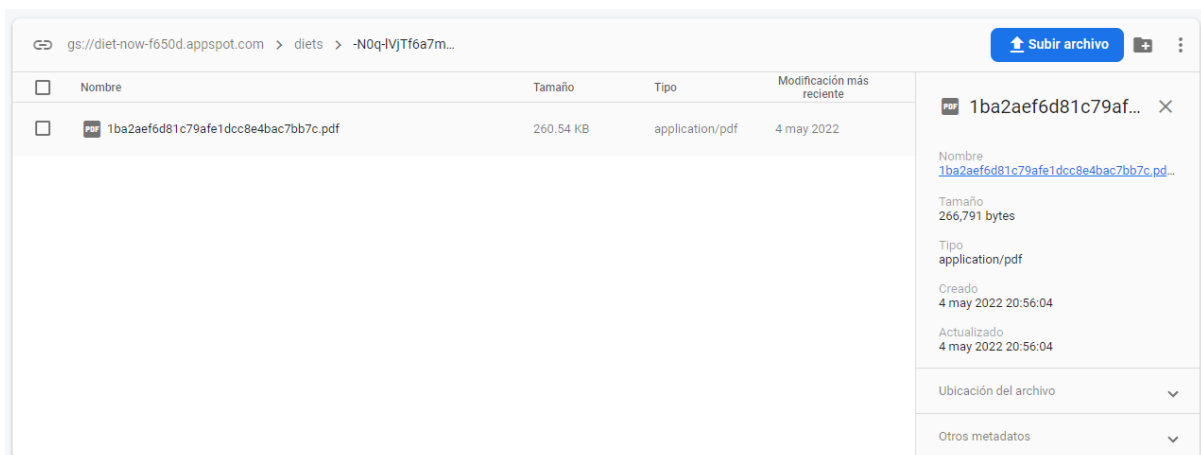 gs://diet-now-f650d.appspot.com > diets > -N0q-lVjTf6a7m...
Subir archivo
Nombre Tamaño Tipo Modificación más reciente
PDF 1ba2aef6d81c79afe1dcc8e4bac7bb7c.pdf 260.54 KB application/pdf 4 may 2022
PDF 1ba2aef6d81c79af...
Nombre
1ba2aef6d81c79afe1dcc8e4bac7bb7c.pd...
Tamaño
266,791 bytes
Tipo
application/pdf
Creado
4 may 2022 20:56:04
Actualizado
4 may 2022 20:56:04
Ubicación del archivo
Otros metadatos